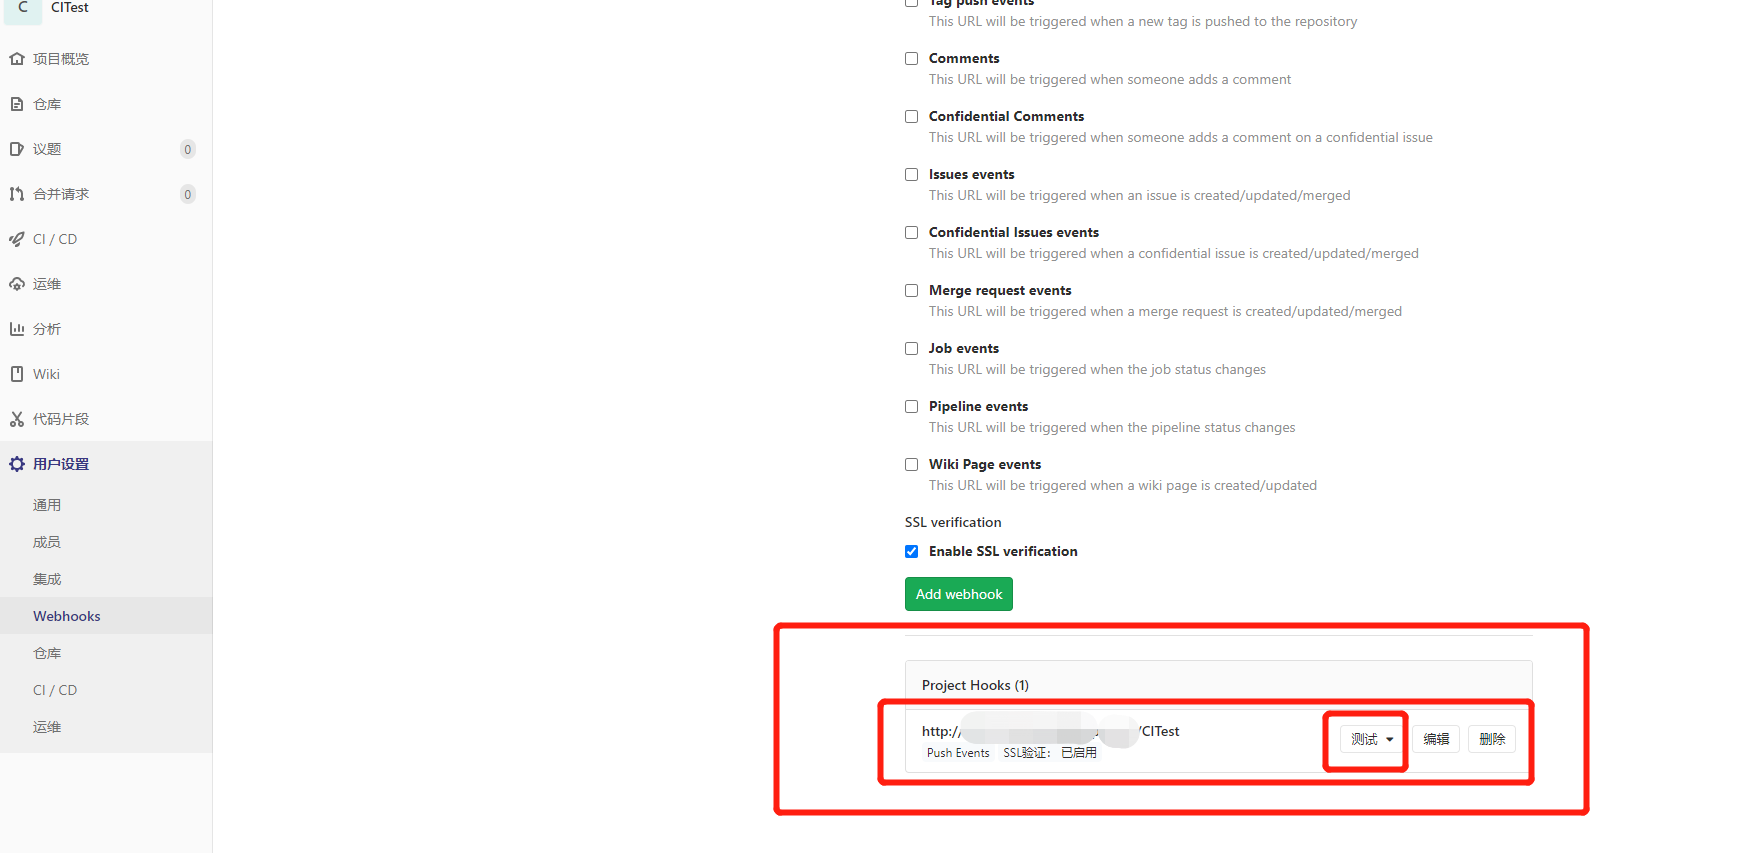 C CITest
项目概览
仓库
议题 0
合并请求 0
CI / CD
运维
分析
Wiki
代码片段
用户设置
通用
成员
集成
Webhooks
仓库
CI / CD
运维
Tag push events
This URL will be triggered when a new tag is pushed to the repository
Comments
This URL will be triggered when someone adds a comment
Confidential Comments
This URL will be triggered when someone adds a comment on a confidential issue
Issues events
This URL will be triggered when an issue is created/updated/merged
Confidential Issues events
This URL will be triggered when a confidential issue is created/updated/merged
Merge request events
This URL will be triggered when a merge request is created/updated/merged
Job events
This URL will be triggered when the job status changes
Pipeline events
This URL will be triggered when the pipeline status changes
Wiki Page events
This URL will be triggered when a wiki page is created/updated
SSL verification
Enable SSL verification
Add webhook
Project Hooks (1)
http:/ /CITest 测试 编辑 删除
Push Events SSL验证： 已启用